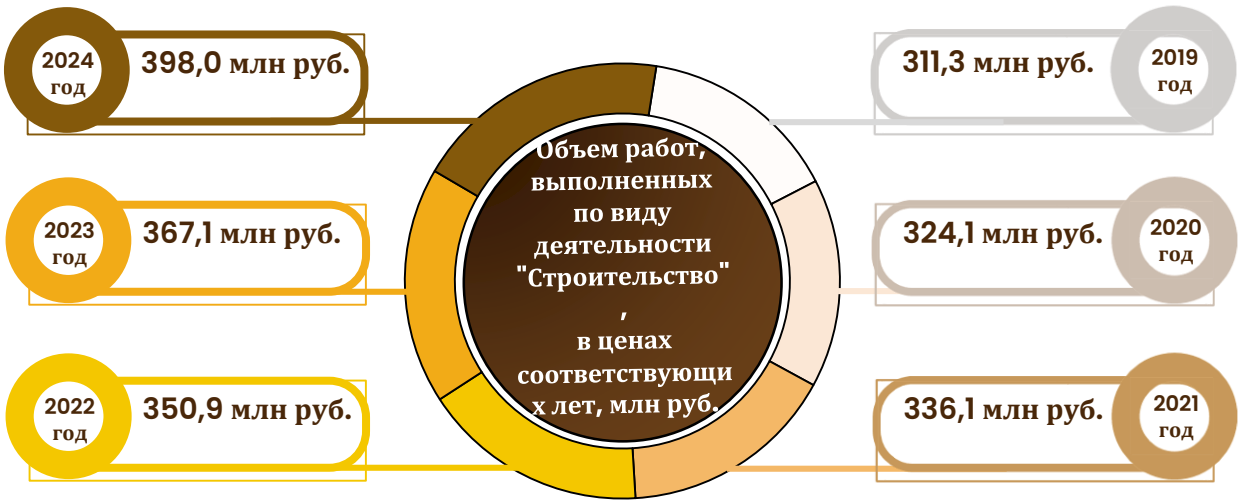 2024
год
398,0 млн руб.
2023
год
367,1 млн руб.
2022
год
350,9 млн руб.
Объем работ,
выполненных
по виду
деятельности
"Строительство"
,
в ценах
соответствующи
х лет, млн руб.
311,3 млн руб.
2019
год
324,1 млн руб.
2020
год
336,1 млн руб.
2021
год